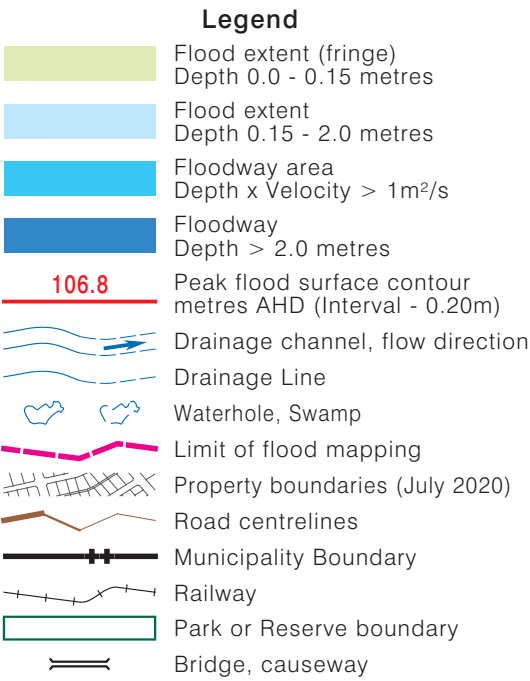 Legend
Flood extent (fringe)
Depth 0.0 - 0.15 metres
Flood extent
Depth 0.15 - 2.0 metres
Floodway area
Depth x Velocity > 1m²/s
Floodway
Depth > 2.0 metres
106.8
Peak flood surface contour
metres AHD (Interval - 0.20m)
Drainage channel, flow direction
Drainage Line
Waterhole, Swamp
Limit of flood mapping
Property boundaries (July 2020)
Road centrelines
Municipality Boundary
Railway
Park or Reserve boundary
Bridge, causeway